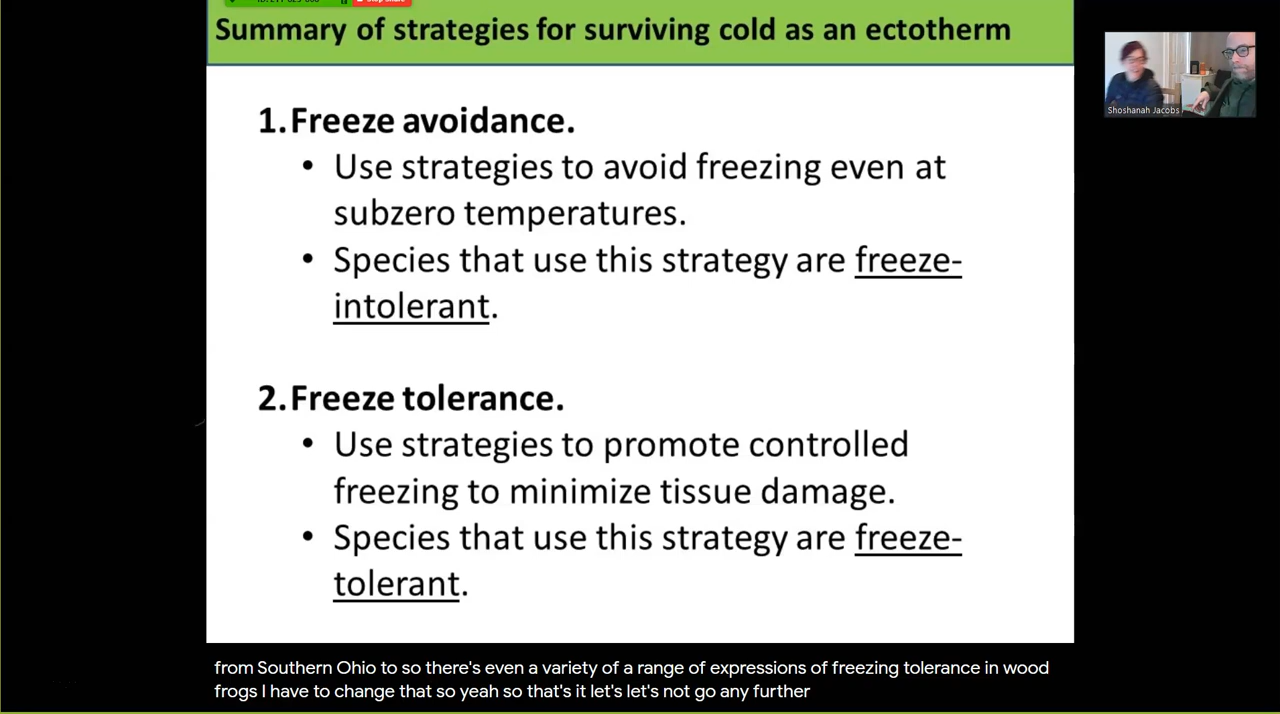 Summary of strategies for surviving cold as an ectotherm
Shoshanah Jacobs
1. Freeze avoidance.
• Use strategies to avoid freezing even at
subzero temperatures.
• Species that use this strategy are freeze-
intolerant.
2. Freeze tolerance.
• Use strategies to promote controlled
freezing to minimize tissue damage.
• Species that use this strategy are freeze-
tolerant.
from Southern Ohio to so there's even a variety of a range of expressions of freezing tolerance in wood
frogs I have to change that so yeah so that's it let's let's not go any further